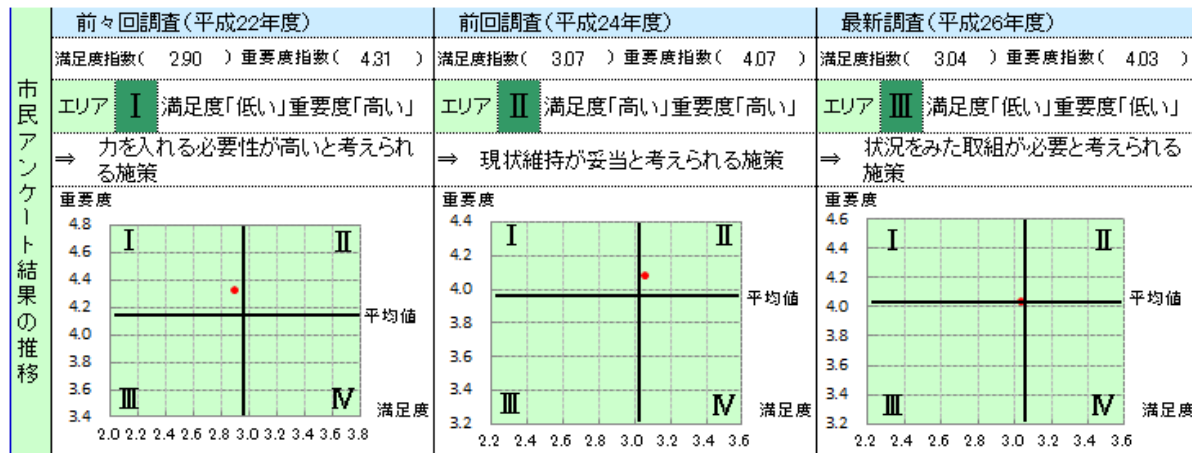 市民アンケート結果の推移
前々回調査(平成22年度)
満足度指数( 2.90 )重要度指数( 4.31 )
エリア Ⅰ 満足度「低い」重要度「高い」
⇒ 力を入れる必要性が高いと考えられ
る施策
重要度
4.8
4.6
4.4
4.2
4.0
3.8
3.6
3.4
Ⅰ Ⅱ
平均値
Ⅲ Ⅳ
満足度
2.0 2.2 2.4 2.6 2.8 3.0 3.2 3.4 3.6 3.8
前回調査(平成24年度)
満足度指数( 3.07 )重要度指数( 4.07 )
エリア Ⅱ 満足度「高い」重要度「高い」
⇒ 現状維持が妥当と考えられる施策
重要度
4.4
4.2
4.0
3.8
3.6
3.4
3.2
Ⅰ Ⅱ
平均値
Ⅲ Ⅳ
満足度
2.2 2.4 2.6 2.8 3.0 3.2 3.4 3.6
最新調査(平成26年度)
満足度指数( 3.04 )重要度指数( 4.03 )
エリア Ⅲ 満足度「低い」重要度「低い」
⇒ 状況をみた取組が必要と考えられる
施策
重要度
4.6
4.4
4.2
4.0
3.8
3.6
3.4
3.2
Ⅰ Ⅱ
平均値
Ⅲ Ⅳ
満足度
2.2 2.4 2.6 2.8 3.0 3.2 3.4 3.6